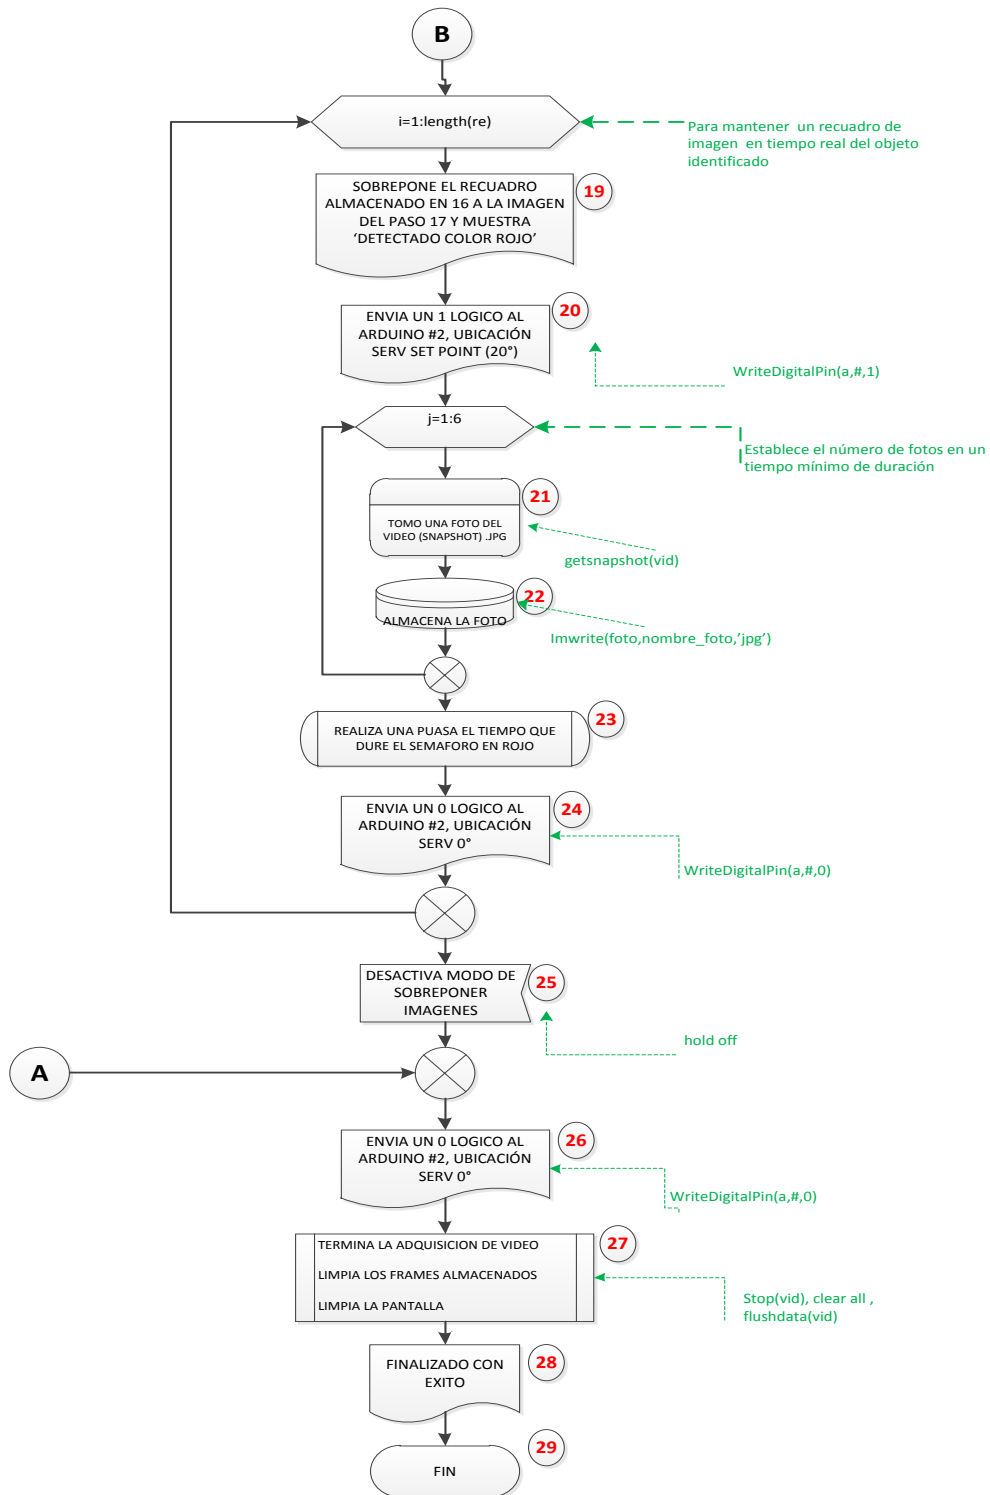 B
i=1:length(re)
Para mantener un recuadro de
imagen en tiempo real del objeto
identificado
SOBREPONE EL RECUADRO
ALMACENADO EN 16 A LA IMAGEN
DEL PASO 17 Y MUESTRA
‘DETECTADO COLOR ROJO’
19
ENVIA UN 1 LOGICO AL
ARDUINO #2, UBICACIÓN
SERV SET POINT (20°)
20
WriteDigitalPin(a,#,1)
j=1:6
Establece el número de fotos en un
tiempo mínimo de duración
21
TOMO UNA FOTO DEL
VIDEO (SNAPSHOT) .JPG
getsnapshot(vid)
22
ALMACENA LA FOTO
Imwrite(foto,nombre_foto,’jpg’)
23
REALIZA UNA PUASA EL TIEMPO QUE
DURE EL SEMAFORO EN ROJO
24
ENVIA UN 0 LOGICO AL
ARDUINO #2, UBICACIÓN
SERV 0°
WriteDigitalPin(a,#,0)
DESACTIVA MODO DE
SOBREPONER
IMAGENES
25
hold off
A
ENVIA UN 0 LOGICO AL
ARDUINO #2, UBICACIÓN
SERV 0°
26
WriteDigitalPin(a,#,0)
TERMINA LA ADQUISICION DE VIDEO
LIMPIA LOS FRAMES ALMACENADOS
LIMPIA LA PANTALLA
27
Stop(vid), clear all ,
flushdata(vid)
FINALIZADO CON
EXITO
28
FIN
29